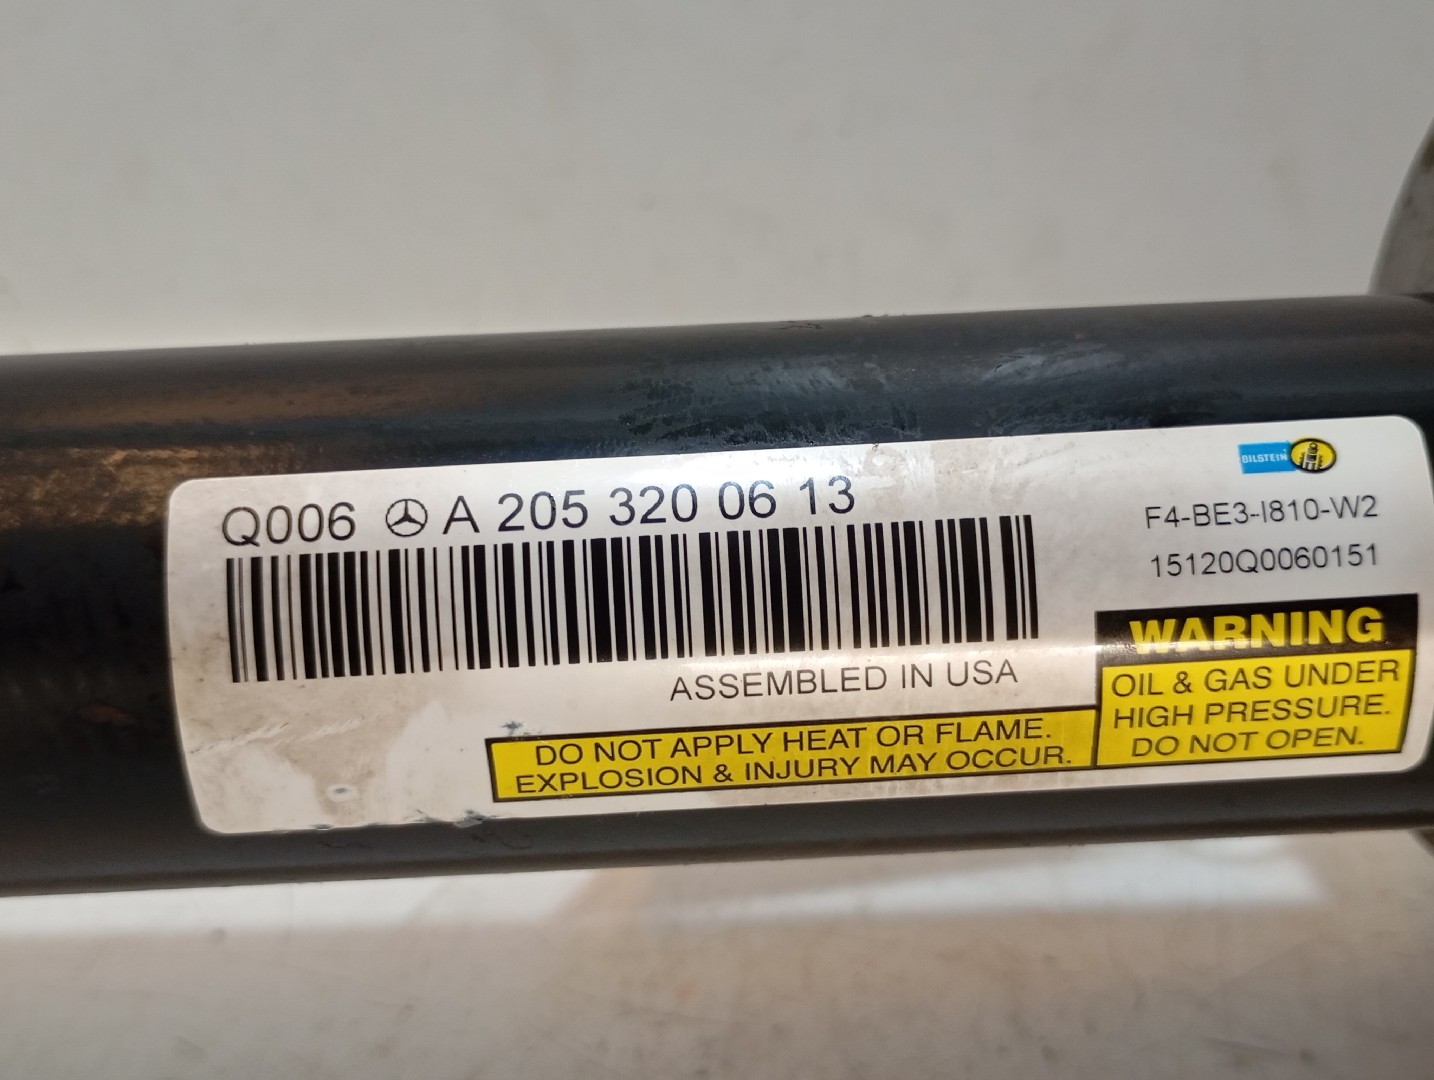 BILSTEIN
Q006 A 205 320 06 13
F4-BE3-I810-W2
15120Q0060151
ASSEMBLED IN USA
WARNING
OIL & GAS UNDER
HIGH PRESSURE.
DO NOT OPEN.
DO NOT APPLY HEAT OR FLAME.
EXPLOSION & INJURY MAY OCCUR.